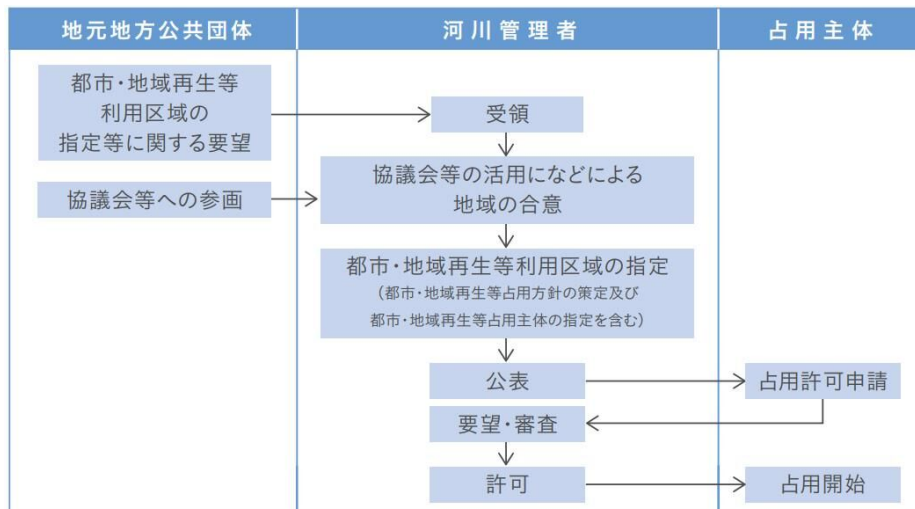 地元地方公共団体
河川管理者
占用主体
都市・地域再生等
利用区域の
指定等に関する要望
受領
協議会等への参画
協議会等の活用になどによる
地域の合意
都市・地域再生等利用区域の指定
(都市・地域再生等占用方針の策定及び
都市・地域再生等占用主体の指定を含む)
公表
占用許可申請
要望・審査
許可
占用開始